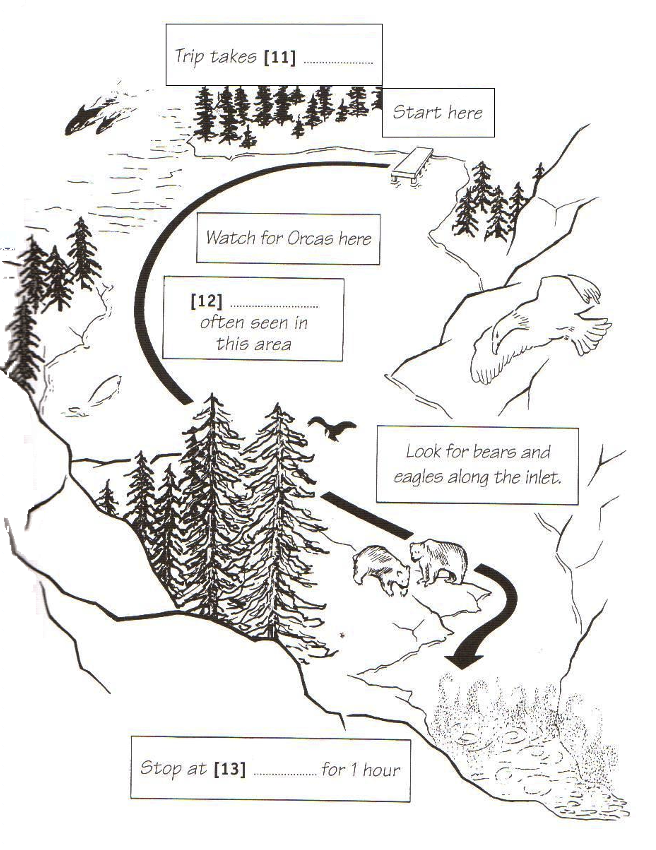 Trip takes [11] ......................
Start here
Watch for Orcas here
[12] ..........................
often seen in
this area
Look for bears and
eagles along the inlet.
Stop at [13] .................. for 1 hour